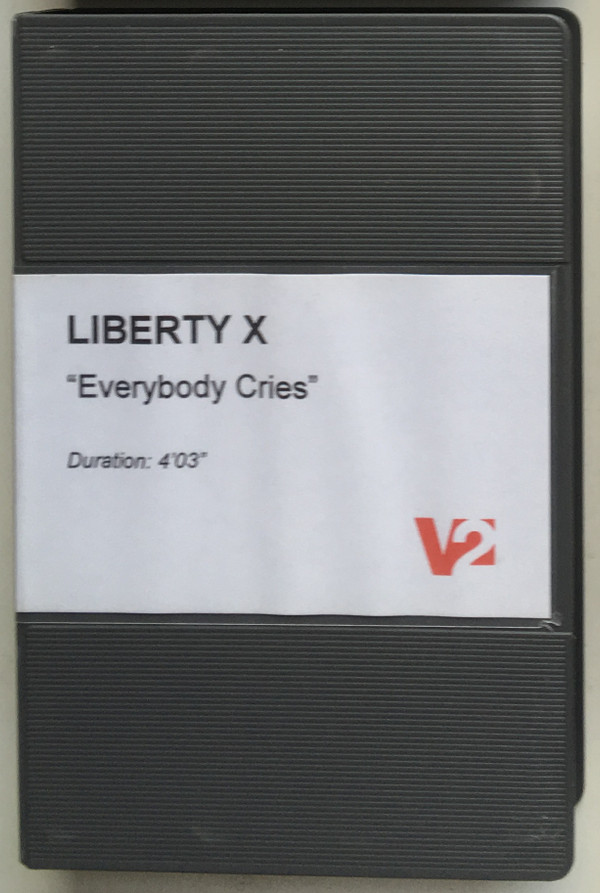 LIBERTY X
“Everybody Cries”
Duration: 4'03"
V2